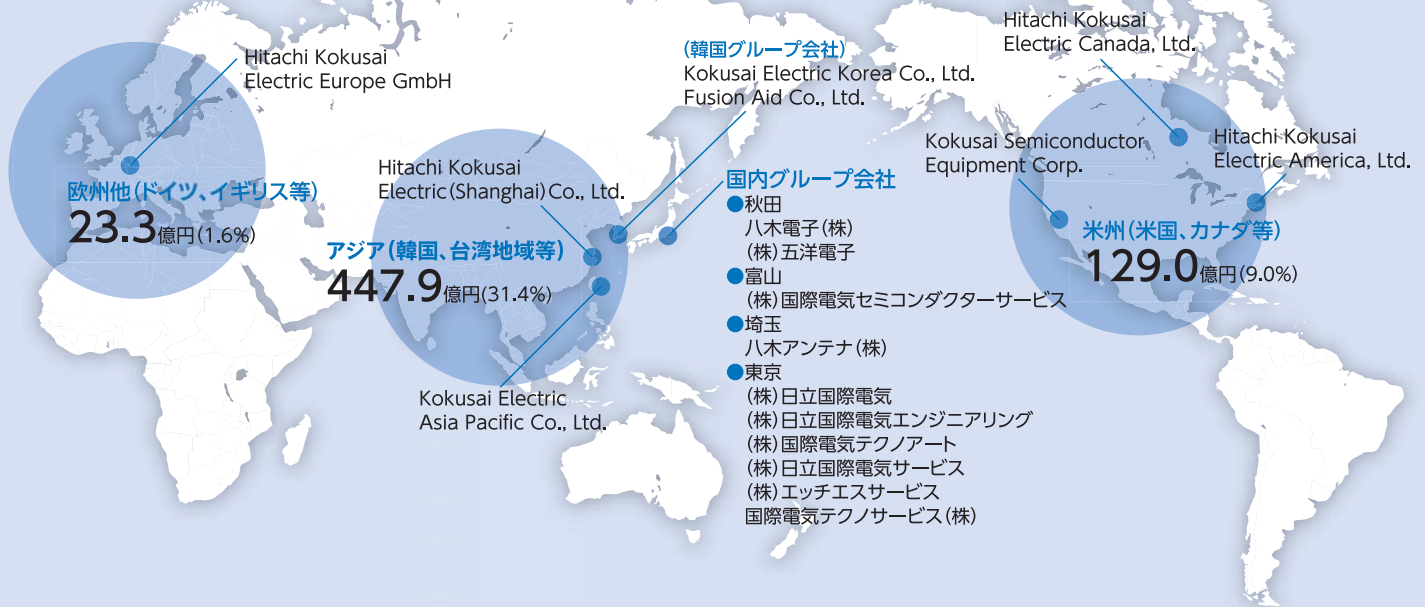 Hitachi Kokusai
Electric Europe GmbH
欧州他(ドイツ、イギリス等)
23.3億円(1.6%)
Hitachi Kokusai
Electric(Shanghai)Co., Ltd.
アジア(韓国、台湾地域等)
447.9億円(31.4%)
Kokusai Electric
Asia Pacific Co., Ltd.
(韓国グループ会社)
Kokusai Electric Korea Co., Ltd.
Fusion Aid Co., Ltd.
国内グループ会社
●秋田
八木電子(株)
(株)五洋電子
●富山
(株)国際電気セミコンダクターサービス
●埼玉
八木アンテナ(株)
●東京
(株)日立国際電気
(株)日立国際電気エンジニアリング
(株)国際電気テクノアート
(株)日立国際電気サービス
(株)エッチエスサービス
国際電気テクノサービス(株)
Hitachi Kokusai
Electric Canada, Ltd.
Kokusai Semiconductor
Equipment Corp.
Hitachi Kokusai
Electric America, Ltd.
米州(米国、カナダ等)
129.0億円(9.0%)